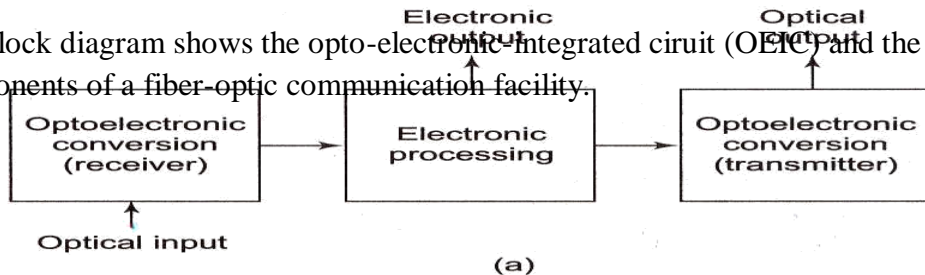 Electronic
output
Optical
Output
lock diagram shows the opto-electronic-integrated ciruit (OEIC) and the
onents of a fiber-optic communication facility.
Optoelectronic
conversion
(receiver)
Electronic
processing
Optoelectronic
conversion
(transmitter)
Optical input
(a)